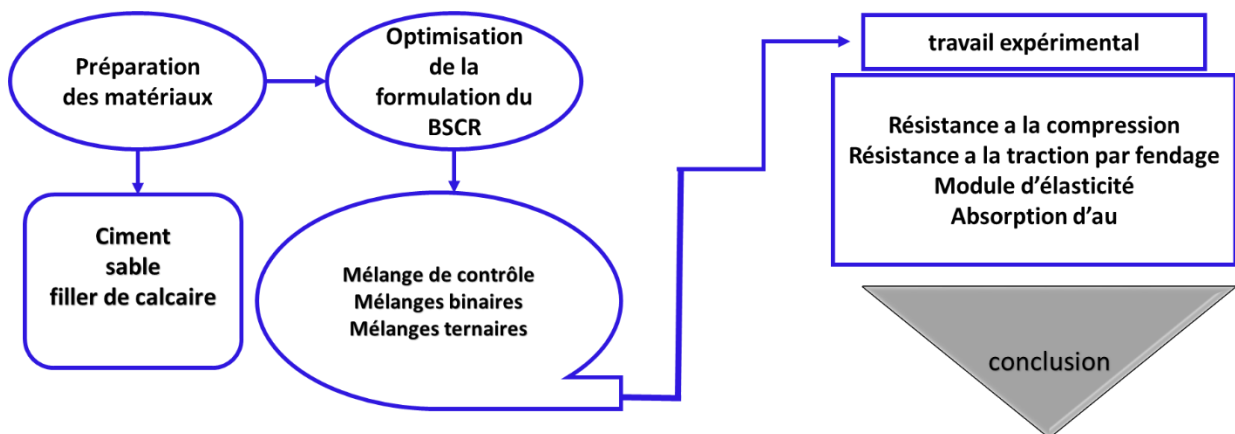 Préparation
des matériaux
Optimisation
de la
formulation du
BSCR
Ciment
sable
filler de calcaire
Mélange de contrôle
Mélanges binaires
Mélanges ternaires
travail expérimental
Résistance a la compression
Résistance a la traction par fendage
Module d'élasticité
Absorption d'au
conclusion